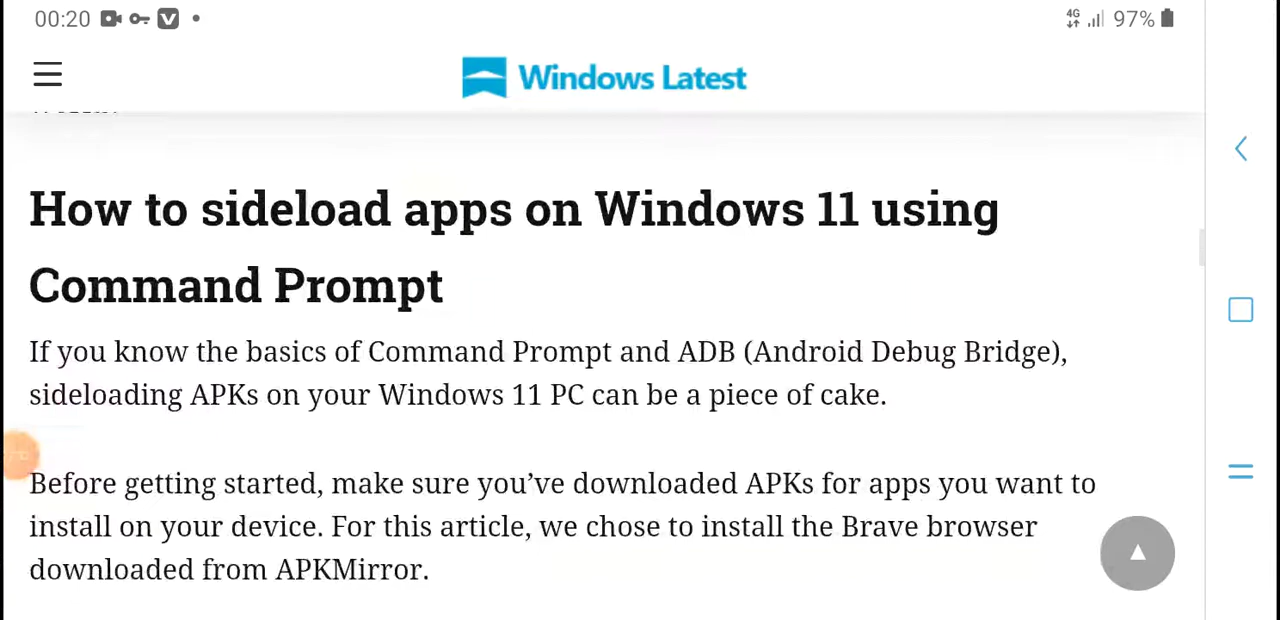 00:20
4G 97%
Windows Latest
How to sideload apps on Windows 11 using
Command Prompt
If you know the basics of Command Prompt and ADB (Android Debug Bridge),
sideloading APKs on your Windows 11 PC can be a piece of cake.
Before getting started, make sure you’ve downloaded APKs for apps you want to
install on your device. For this article, we chose to install the Brave browser
downloaded from APKMirror.